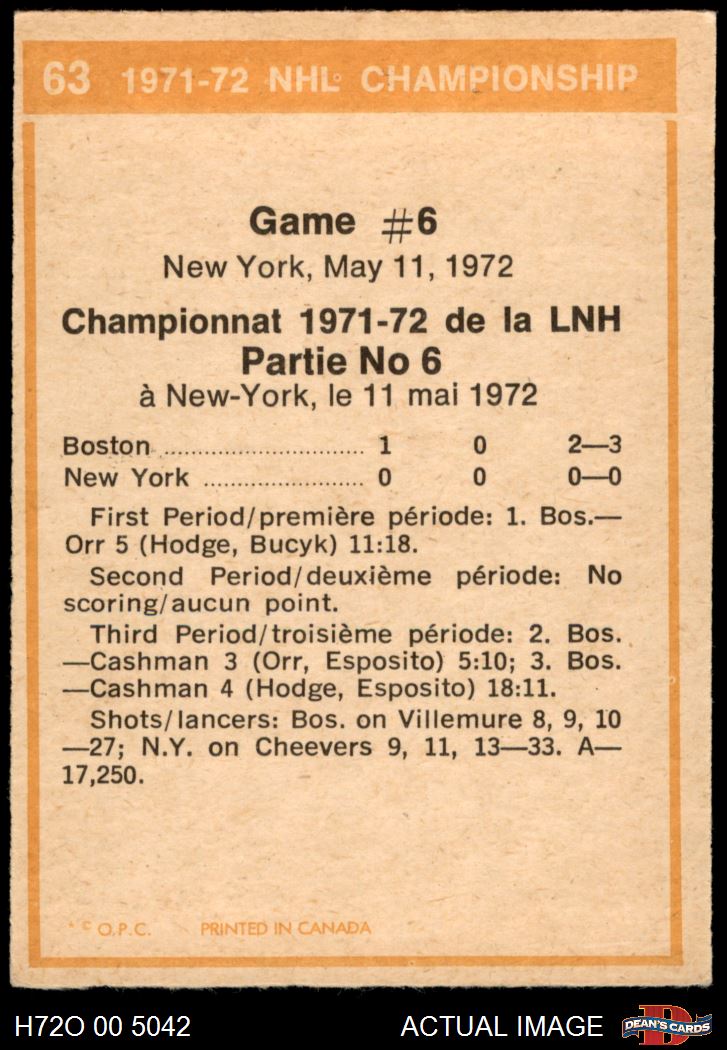 63 1971-72 NHL CHAMPIONSHIP
Game #6
New York, May 11, 1972
Championnat 1971-72 de la LNH
Partie No 6
à New-York, le 11 mai 1972
Boston .............................. 1 0 2—3
New York ........................ 0 0 0—0
First Period/première période: 1. Bos.—
Orr 5 (Hodge, Bucyk) 11:18.
Second Period/deuxième période: No
scoring/aucun point.
Third Period/troisième période: 2. Bos.
—Cashman 3 (Orr, Esposito) 5:10; 3. Bos.
—Cashman 4 (Hodge, Esposito) 18:11.
Shots/lancers: Bos. on Villemure 8, 9, 10
—27; N.Y. on Cheevers 9, 11, 13—33. A—
17,250.
* © O.P.C. PRINTED IN CANADA
H72O 00 5042 ACTUAL IMAGE DEAN'S CARDS